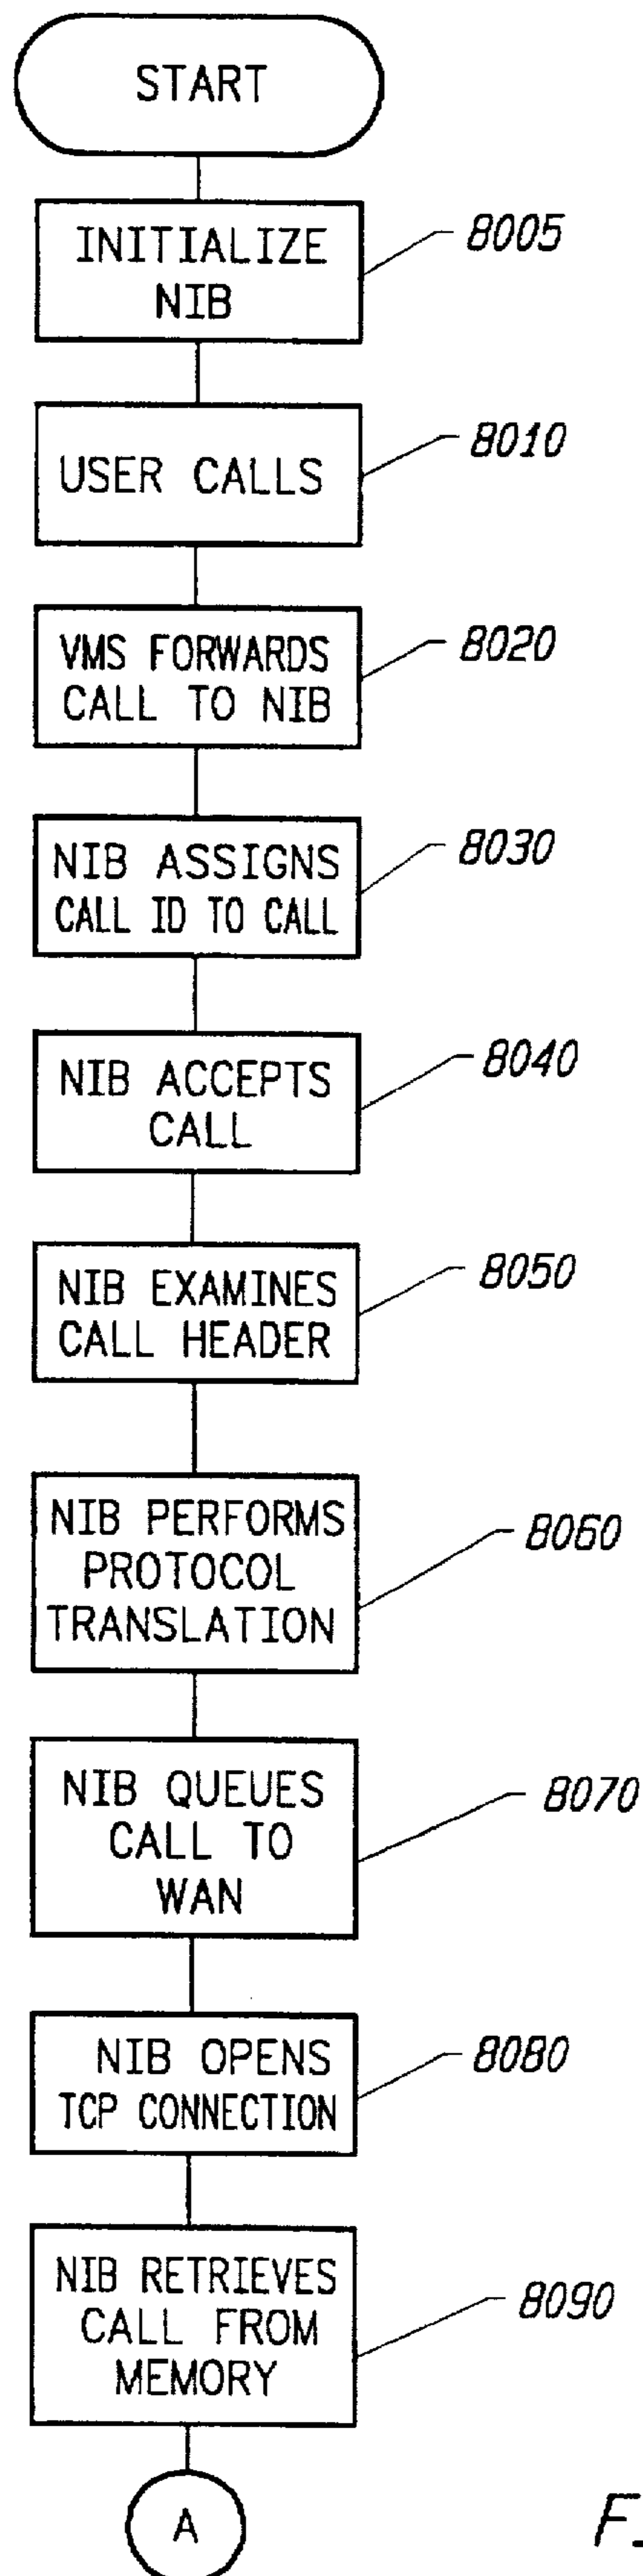 START
INITIALIZE
NIB
8005
USER CALLS
8010
VMS FORWARDS
CALL TO NIB
8020
NIB ASSIGNS
CALL ID TO CALL
8030
NIB ACCEPTS
CALL
8040
NIB EXAMINES
CALL HEADER
8050
NIB PERFORMS
PROTOCOL
TRANSLATION
8060
NIB QUEUES
CALL TO
WAN
8070
NIB OPENS
TCP CONNECTION
8080
NIB RETRIEVES
CALL FROM
MEMORY
8090
A